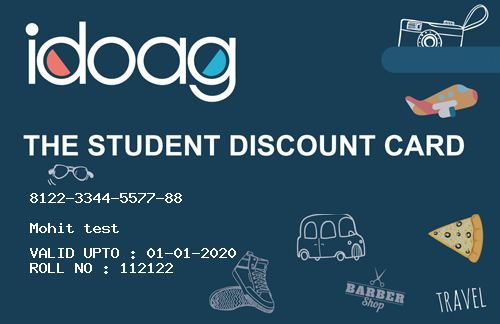 idoag
THE STUDENT DISCOUNT CARD
8122-3344-5577-88
Mohit test
VALID UPTO : 01-01-2020
ROLL NO : 112122
BARBER
Shop
TRAVEL